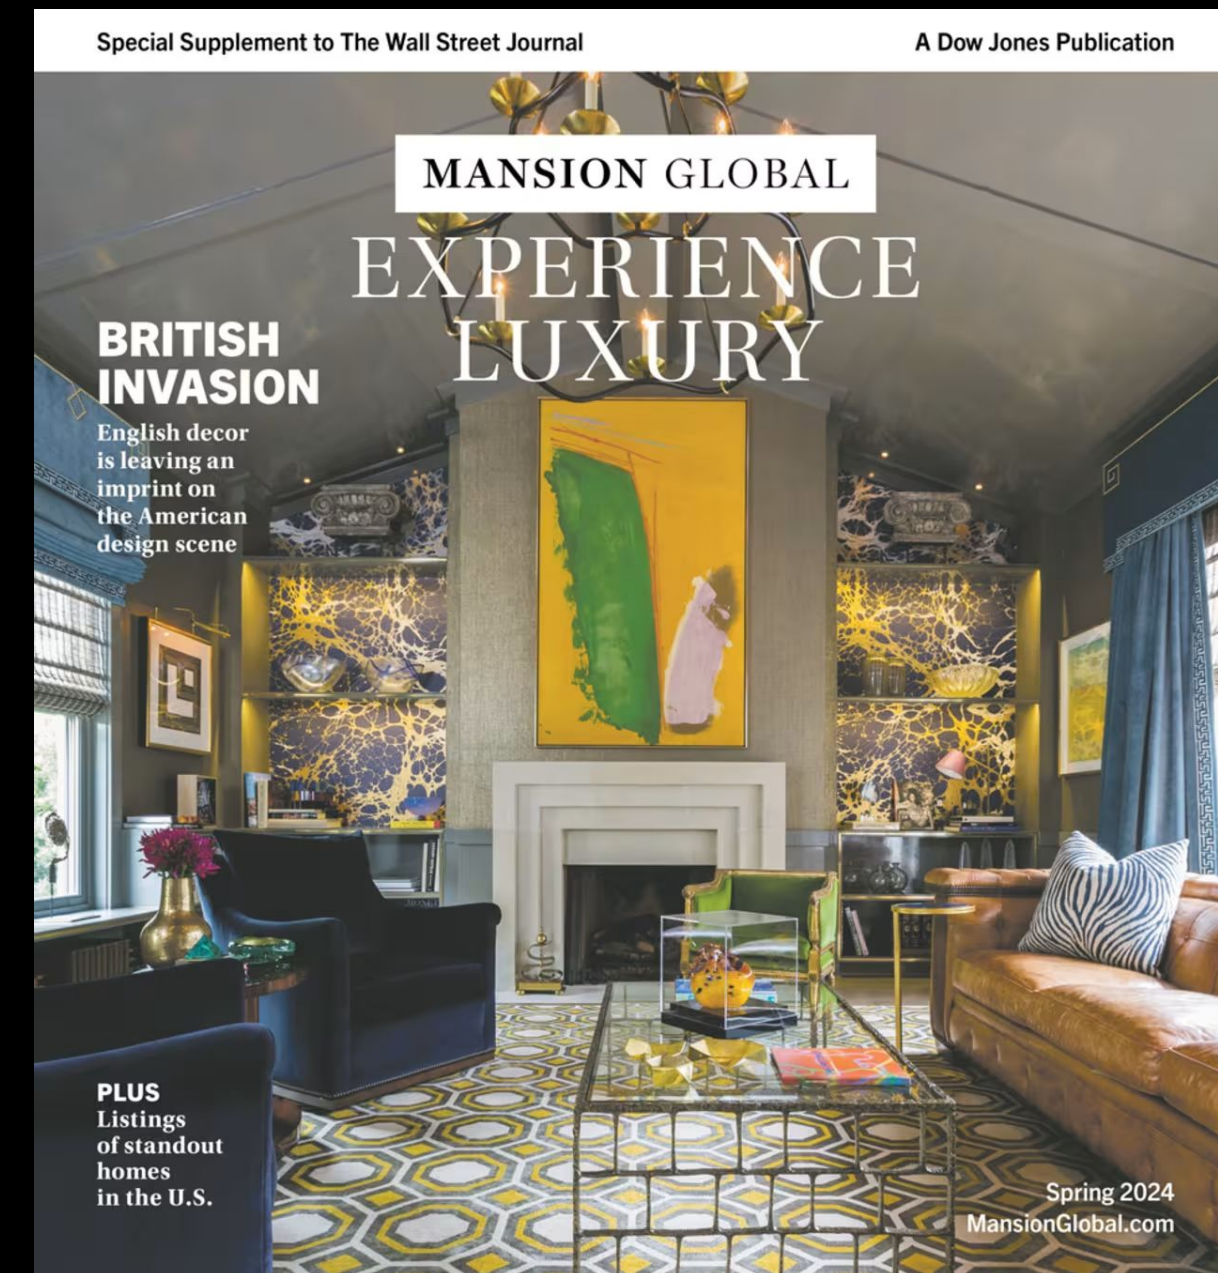 Special Supplement to The Wall Street Journal
A Dow Jones Publication
MANSION GLOBAL
EXPERIENCE
LUXURY
BRITISH
INVASION
English decor
is leaving an
imprint on
the American
design scene
PLUS
Listings
of standout
homes
in the U.S.
Spring 2024
MansionGlobal.com